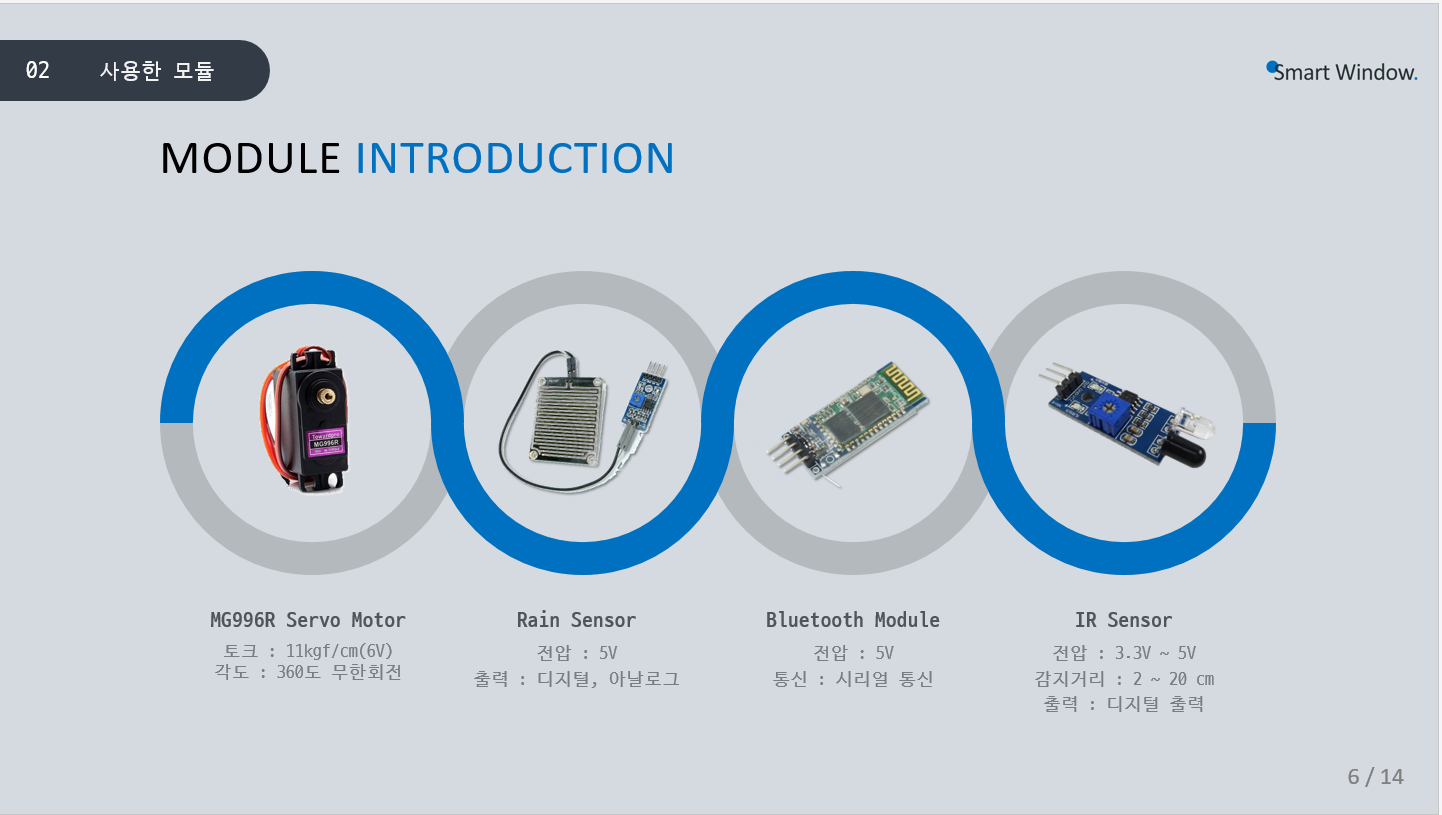 02 사용한 모듈
Smart Window.
MODULE INTRODUCTION
Towerpro
MG996R
MG996R Servo Motor
토크 : 11kgf/cm(6V)
각도 : 360도 무한회전
Rain Sensor
전압 : 5V
출력 : 디지털, 아날로그
Bluetooth Module
전압 : 5V
통신 : 시리얼 통신
IR Sensor
전압 : 3.3V ~ 5V
감지거리 : 2 ~ 20 cm
출력 : 디지털 출력
6 / 14